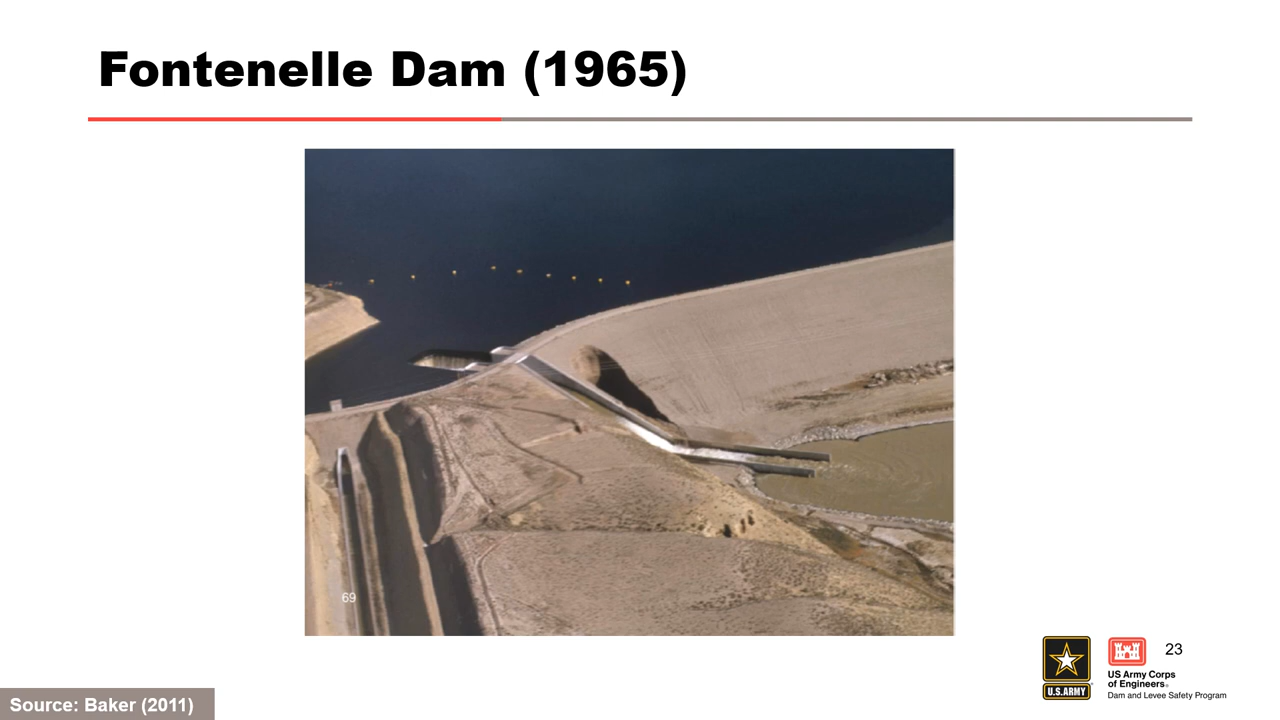 Fontenelle Dam (1965)
69
23
U.S.ARMY
US Army Corps
of Engineers®
Dam and Levee Safety Program
Source: Baker (2011)